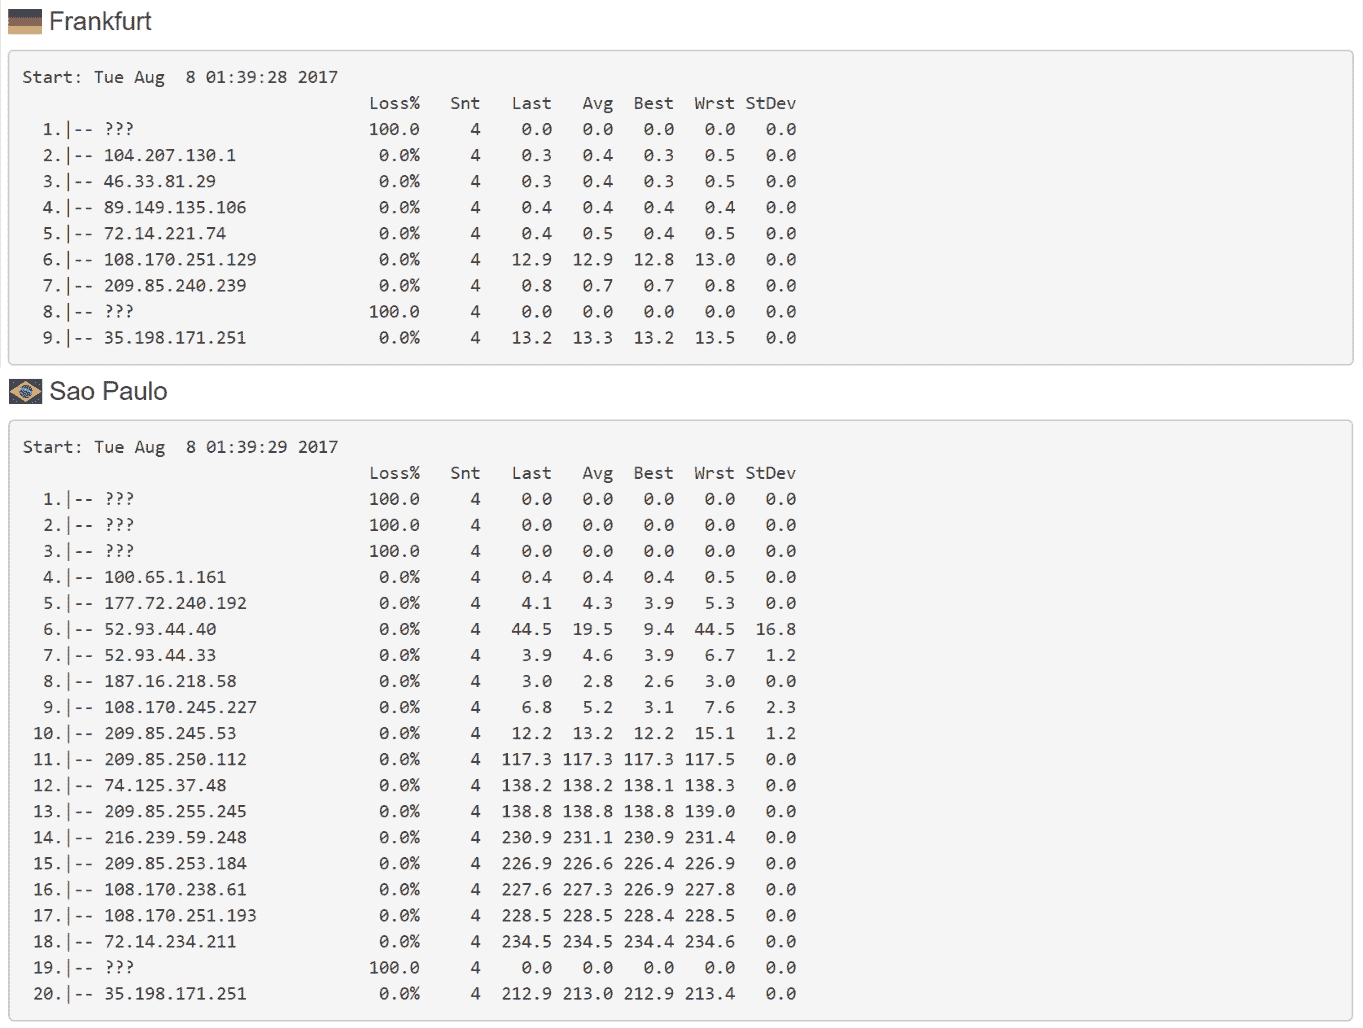 Frankfurt
Start: Tue Aug  8 01:39:28 2017
                                  Loss%   Snt   Last   Avg  Best  Wrst StDev
  1.|-- ???                       100.0     4    0.0   0.0   0.0   0.0   0.0
  2.|-- 104.207.130.1              0.0%     4    0.3   0.4   0.3   0.5   0.0
  3.|-- 46.33.81.29                0.0%     4    0.3   0.4   0.3   0.5   0.0
  4.|-- 89.149.135.106             0.0%     4    0.4   0.4   0.4   0.4   0.0
  5.|-- 72.14.221.74               0.0%     4    0.4   0.5   0.4   0.5   0.0
  6.|-- 108.170.251.129            0.0%     4   12.9  12.9  12.8  13.0   0.0
  7.|-- 209.85.240.239             0.0%     4    0.8   0.7   0.7   0.8   0.0
  8.|-- ???                       100.0     4    0.0   0.0   0.0   0.0   0.0
  9.|-- 35.198.171.251             0.0%     4   13.2  13.3  13.2  13.5   0.0
Sao Paulo
Start: Tue Aug  8 01:39:29 2017
                                  Loss%   Snt   Last   Avg  Best  Wrst StDev
  1.|-- ???                       100.0     4    0.0   0.0   0.0   0.0   0.0
  2.|-- ???                       100.0     4    0.0   0.0   0.0   0.0   0.0
  3.|-- ???                       100.0     4    0.0   0.0   0.0   0.0   0.0
  4.|-- 100.65.1.161               0.0%     4    0.4   0.4   0.4   0.5   0.0
  5.|-- 177.72.240.192             0.0%     4    4.1   4.3   3.9   5.3   0.0
  6.|-- 52.93.44.40                0.0%     4   44.5  19.5   9.4  44.5  16.8
  7.|-- 52.93.44.33                0.0%     4    3.9   4.6   3.9   6.7   1.2
  8.|-- 187.16.218.58              0.0%     4    3.0   2.8   2.6   3.0   0.0
  9.|-- 108.170.245.227            0.0%     4    6.8   5.2   3.1   7.6   2.3
 10.|-- 209.85.245.53              0.0%     4   12.2  13.2  12.2  15.1   1.2
 11.|-- 209.85.250.112             0.0%     4  117.3 117.3 117.3 117.5   0.0
 12.|-- 74.125.37.48               0.0%     4  138.2 138.2 138.1 138.3   0.0
 13.|-- 209.85.255.245             0.0%     4  138.8 138.8 138.8 139.0   0.0
 14.|-- 216.239.59.248             0.0%     4  230.9 231.1 230.9 231.4   0.0
 15.|-- 209.85.253.184             0.0%     4  226.9 226.6 226.4 226.9   0.0
 16.|-- 108.170.238.61             0.0%     4  227.6 227.3 226.9 227.8   0.0
 17.|-- 108.170.251.193            0.0%     4  228.5 228.5 228.4 228.5   0.0
 18.|-- 72.14.234.211              0.0%     4  234.5 234.5 234.4 234.6   0.0
 19.|-- ???                       100.0     4    0.0   0.0   0.0   0.0   0.0
 20.|-- 35.198.171.251             0.0%     4  212.9 213.0 212.9 213.4   0.0